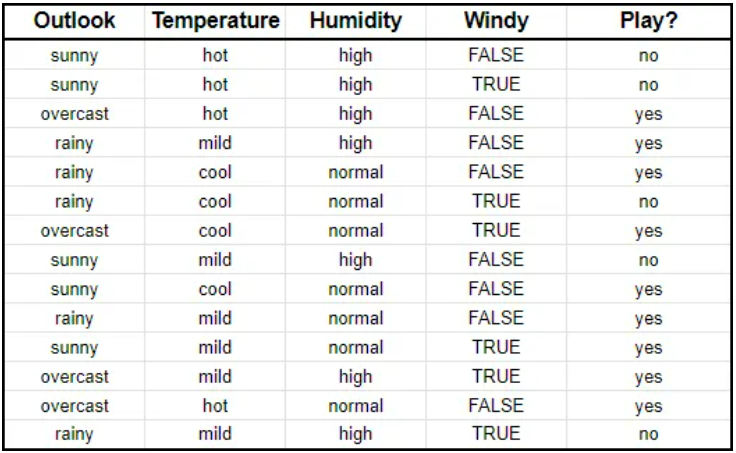 Outlook Temperature Humidity Windy Play?
sunny hot high FALSE no
sunny hot high TRUE no
overcast hot high FALSE yes
rainy mild high FALSE yes
rainy cool normal FALSE yes
rainy cool normal TRUE no
overcast cool normal TRUE yes
sunny mild high FALSE no
sunny cool normal FALSE yes
rainy mild normal FALSE yes
sunny mild normal TRUE yes
overcast mild high TRUE yes
overcast hot normal FALSE yes
rainy mild high TRUE no